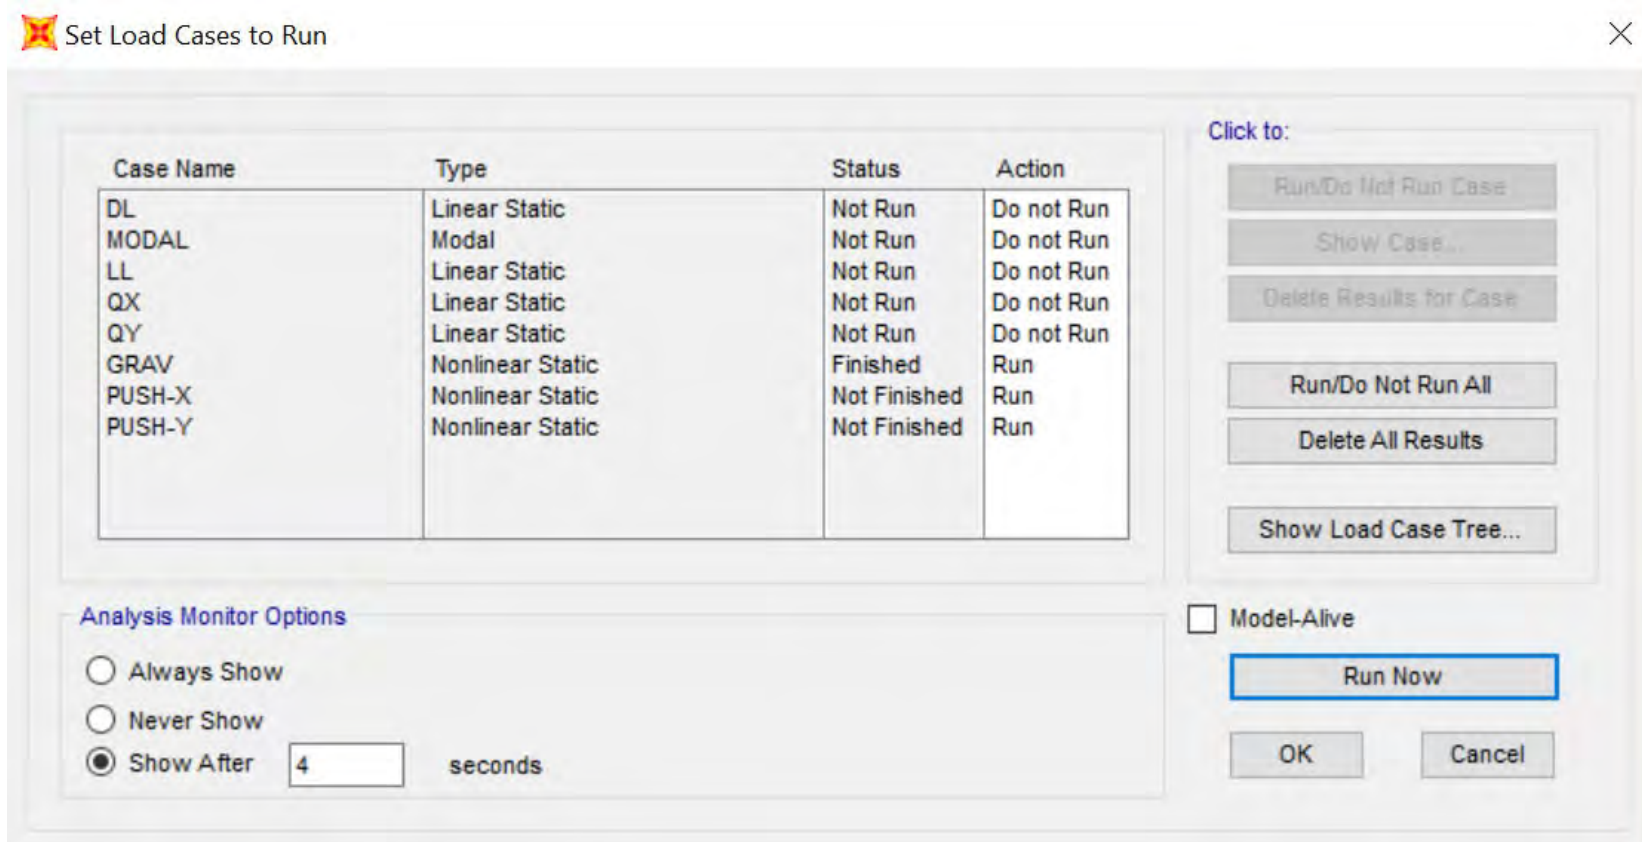 Set Load Cases to Run
Click to:
Case Name Type Status Action
DL Linear Static Not Run Do not Run
MODAL Modal Not Run Do not Run
LL Linear Static Not Run Do not Run
QX Linear Static Not Run Do not Run
QY Linear Static Not Run Do not Run
GRAV Nonlinear Static Finished Run
PUSH-X Nonlinear Static Not Finished Run
PUSH-Y Nonlinear Static Not Finished Run
Run/Do Not Run Case
Show Case...
Delete Results for Case
Run/Do Not Run All
Delete All Results
Show Load Case Tree...
Analysis Monitor Options
Always Show
Never Show
Show After 4 seconds
Model-Alive
Run Now
OK Cancel